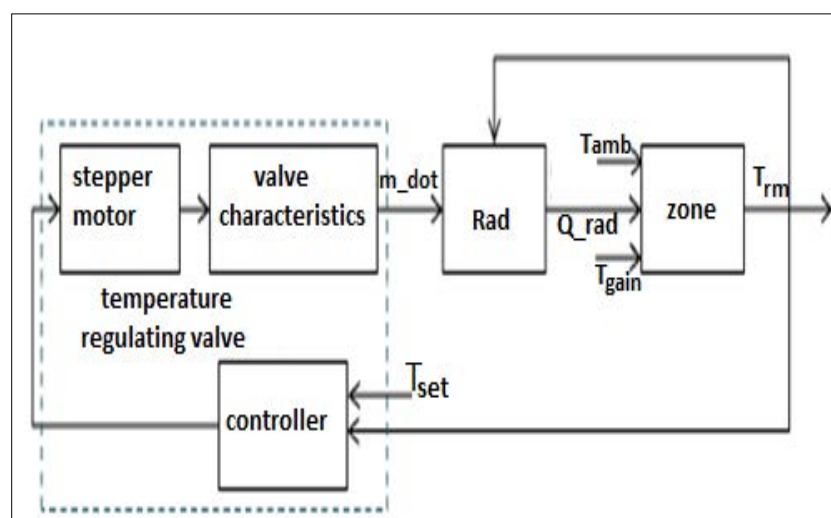 stepper
motor
valve
characteristics
m_dot
Rad
Tamb
Q_rad
Tgain
zone
Trm
temperature
regulating valve
Tset
controller